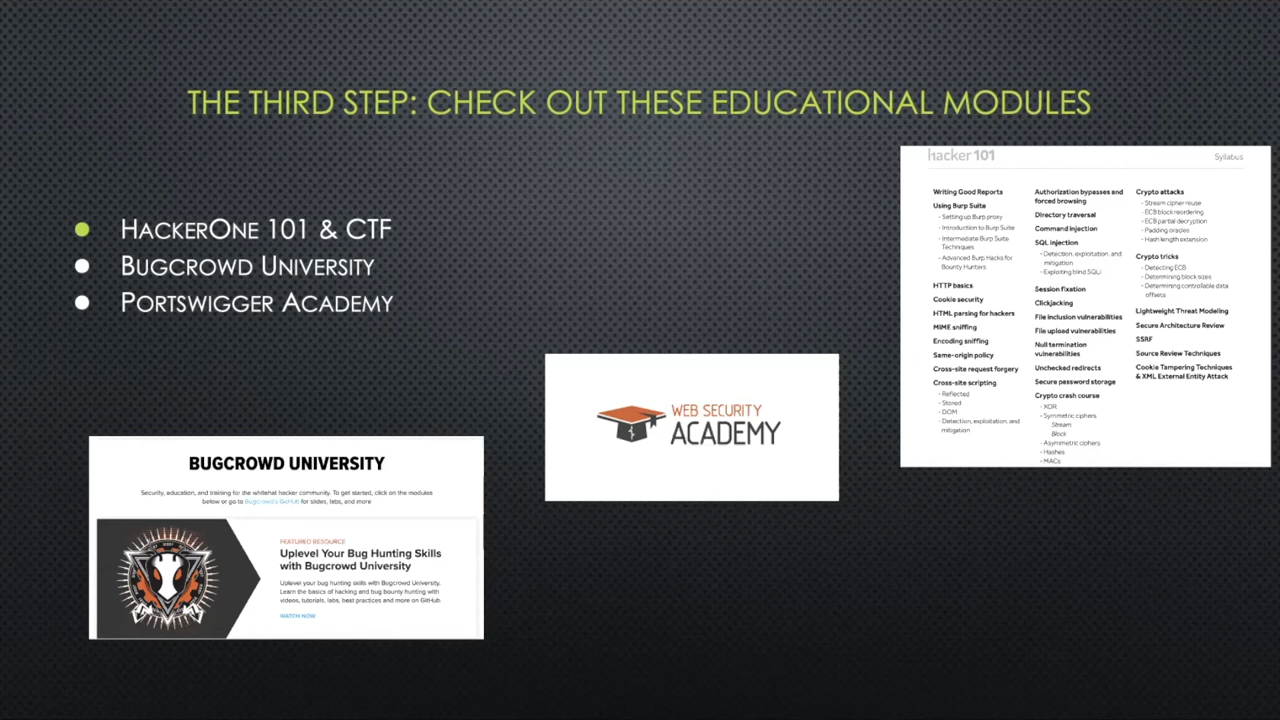 THE THIRD STEP: CHECK OUT THESE EDUCATIONAL MODULES
HACKERONE 101 & CTF
BUGCROWD UNIVERSITY
PORTSWIGGER ACADEMY
BUGCROWD UNIVERSITY
Security, education, and training for the whitehat hacker community. To get started, click on the modules
below or go to Bugcrowd's GitHub for slides, labs, and more
FEATURED RESOURCE
Uplevel Your Bug Hunting Skills
with Bugcrowd University
Uplevel your bug hunting skills with Bugcrowd University.
Learn the basics of hacking and bug bounty hunting with
videos, tutorials, labs, best practices and more on GitHub.
WATCH NOW
WEB SECURITY
ACADEMY
hacker101
Syllabus
Writing Good Reports
Using Burp Suite
- Setting up Burp proxy
- Introduction to Burp Suite
- Intermediate Burp Suite
Techniques
- Advanced Burp Hacks for
Bounty Hunters
HTTP basics
Cookie security
HTML parsing for hackers
MIME sniffing
Encoding sniffing
Same-origin policy
Cross-site request forgery
Cross-site scripting
- Reflected
- Stored
- DOM
- Detection, exploitation, and
mitigation
Authorization bypasses and
forced browsing
Directory traversal
Command injection
SQL injection
- Detection, exploitation, and
mitigation
- Exploiting blind SQLi
Session fixation
Clickjacking
File inclusion vulnerabilities
File upload vulnerabilities
Null termination
vulnerabilities
Unchecked redirects
Secure password storage
Crypto crash course
- XOR
- Symmetric ciphers
Stream
Block
- Asymmetric ciphers
- Hashes
- MACs
Crypto attacks
- Stream cipher reuse
- ECB block reordering
- ECB partial decryption
- Padding oracles
- Hash length extension
Crypto tricks
- Detecting ECB
- Determining block sizes
- Determining controllable data
offsets
Lightweight Threat Modeling
Secure Architecture Review
SSRF
Source Review Techniques
Cookie Tampering Techniques
& XML External Entity Attack